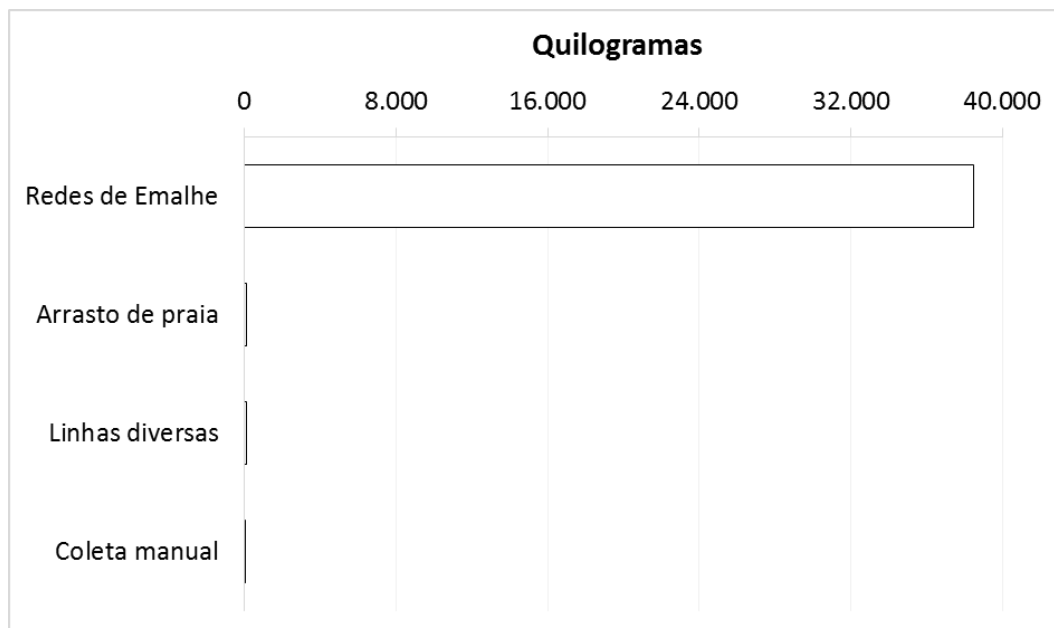 Quilogramas
0 8.000 16.000 24.000 32.000 40.000
Redes de Emalhe
Arrasto de praia
Linhas diversas
Coleta manual